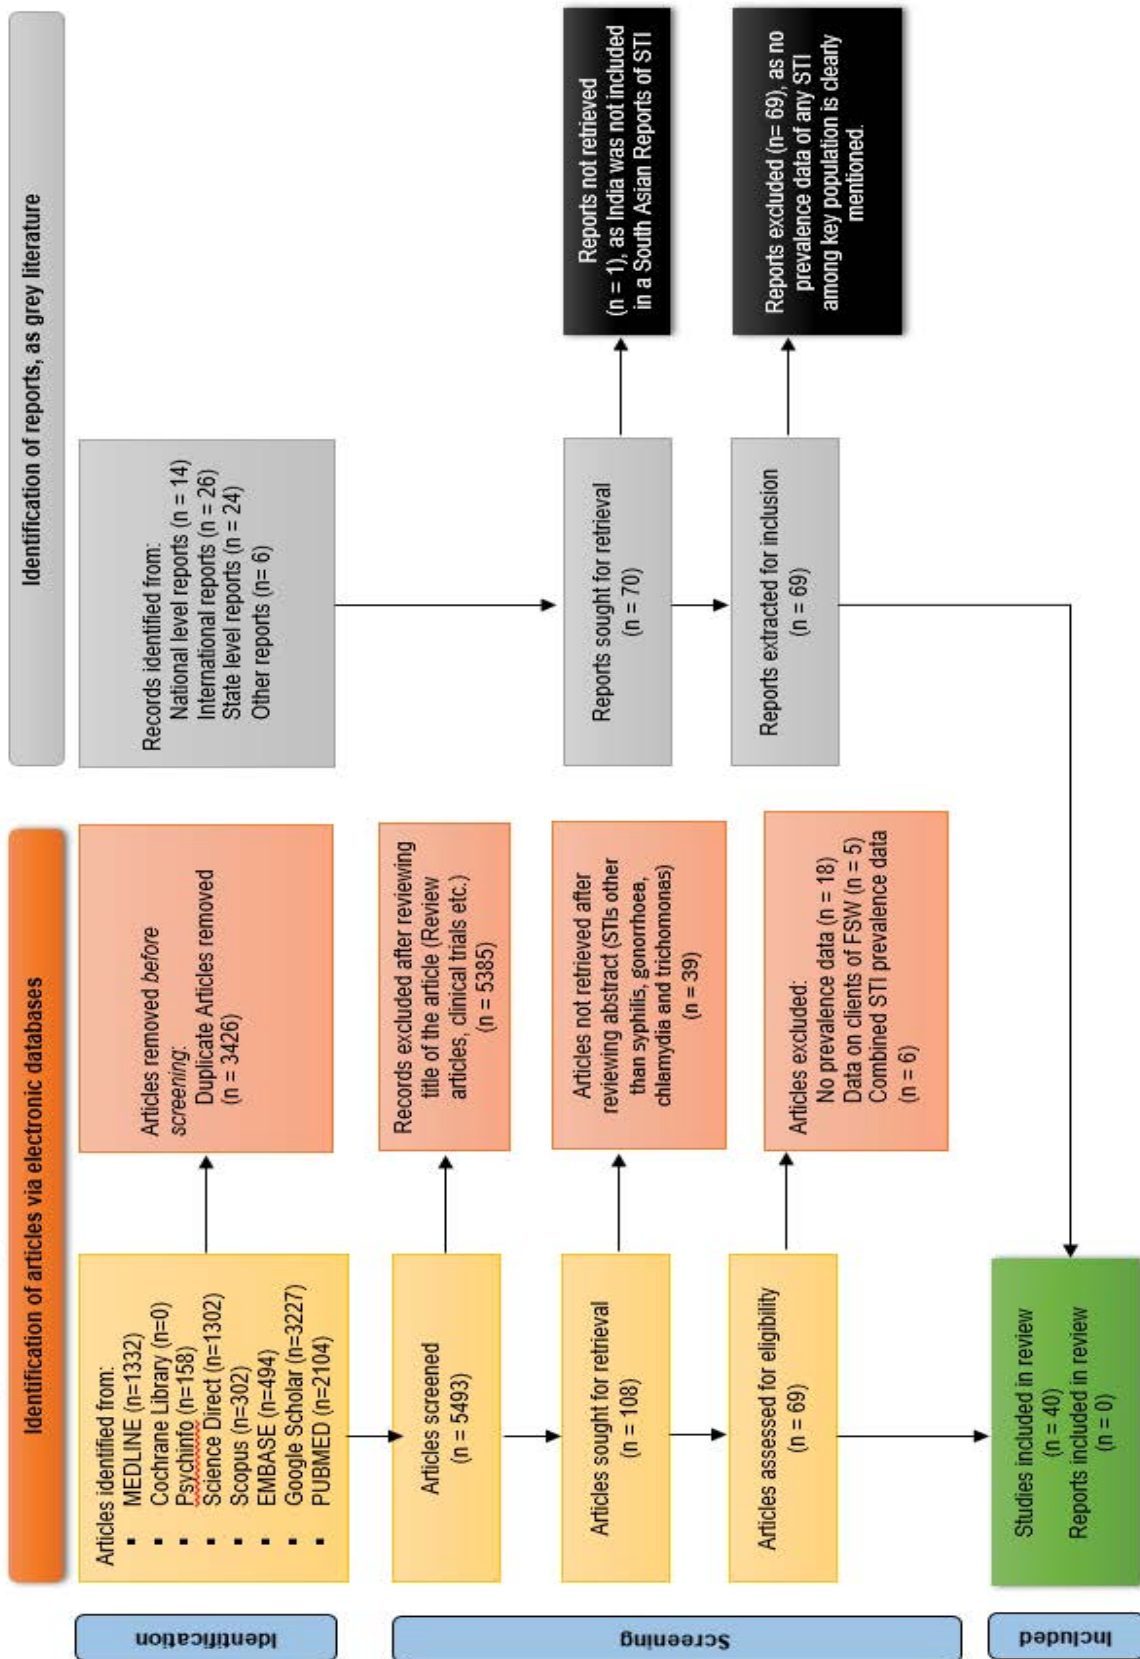 Identification of articles via electronic databases
Identification of reports, as grey literature
Identification
Articles identified from:
▪ MEDLINE (n=1332)
▪ Cochrane Library (n=0)
▪ Psychinfo (n=158)
▪ Science Direct (n=1302)
▪ Scopus (n=302)
▪ EMBASE (n=494)
▪ Google Scholar (n=3227)
▪ PUBMED (n=2104)
Articles removed before
screening:
Duplicate Articles removed
(n = 3426)
Records identified from:
National level reports (n = 14)
International reports (n = 26)
State level reports (n = 24)
Other reports (n= 6)
Screening
Articles screened
(n = 5493)
Records excluded after reviewing
title of the article (Review
articles, clinical trials etc.)
(n = 5385)
Articles sought for retrieval
(n = 108)
Articles not retrieved after
reviewing abstract (STIs other
than syphilis, gonorrhoea,
chlamydia and trichomonas)
(n = 39)
Reports sought for retrieval
(n = 70)
Reports not retrieved
(n = 1), as India was not included
in a South Asian Reports of STI
Articles assessed for eligibility
(n = 69)
Articles excluded:
No prevalence data (n = 18)
Data on clients of FSW (n = 5)
Combined STI prevalence data
(n = 6)
Reports extracted for inclusion
(n = 69)
Reports excluded (n= 69), as no
prevalence data of any STI
among key population is clearly
mentioned.
Included
Studies included in review
(n = 40)
Reports included in review
(n = 0)